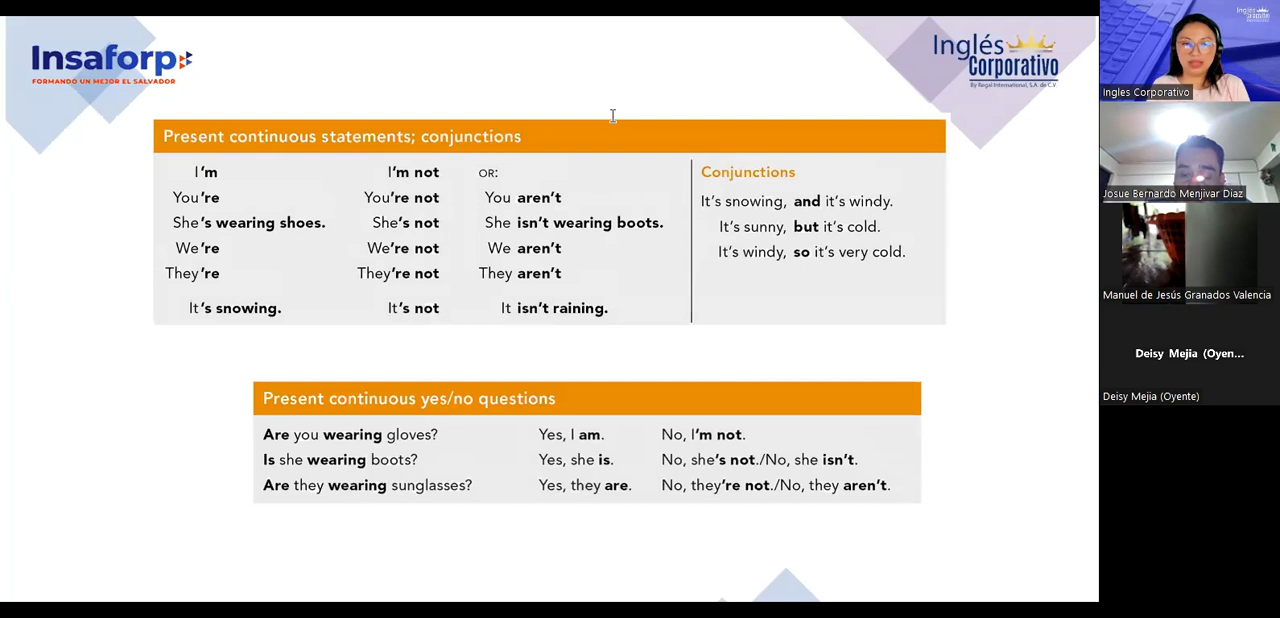 Insaforp
FORMANDO UN MEJOR EL SALVADOR
Inglés
Corporativo
By Regal International, S.A. de C.V.
Present continuous statements; conjunctions
I'm I'm not OR: Conjunctions
You're You're not You aren't It's snowing, and it's windy.
She's wearing shoes. She's not She isn't wearing boots. It's sunny, but it's cold.
We're We're not We aren't It's windy, so it's very cold.
They're They're not They aren't
It's snowing. It's not It isn't raining.
Present continuous yes/no questions
Are you wearing gloves? Yes, I am. No, I'm not.
Is she wearing boots? Yes, she is. No, she's not./No, she isn't.
Are they wearing sunglasses? Yes, they are. No, they're not./No, they aren't.
Ingles Corporativo
Josue Bernardo Menjivar Diaz
Manuel de Jesús Granados Valencia
Deisy Mejia (Oyen...
Deisy Mejia (Oyente)